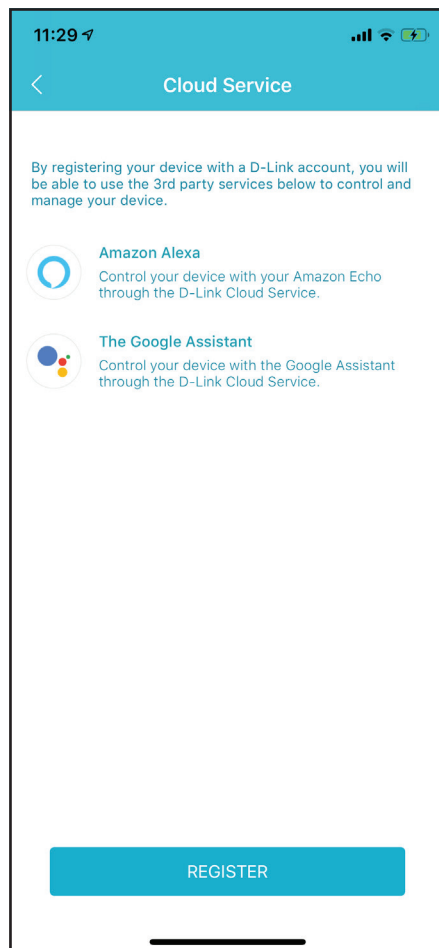 11:29
Cloud Service
By registering your device with a D-Link account, you will
be able to use the 3rd party services below to control and
manage your device.
Amazon Alexa
Control your device with your Amazon Echo
through the D-Link Cloud Service.
The Google Assistant
Control your device with the Google Assistant
through the D-Link Cloud Service.
REGISTER